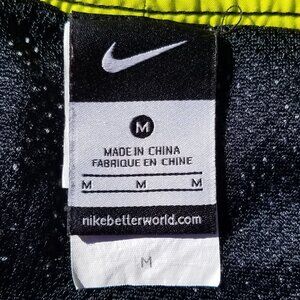 M
MADE IN CHINA
FABRIQUE EN CHINE
M M M
nikebetterworld.com
M